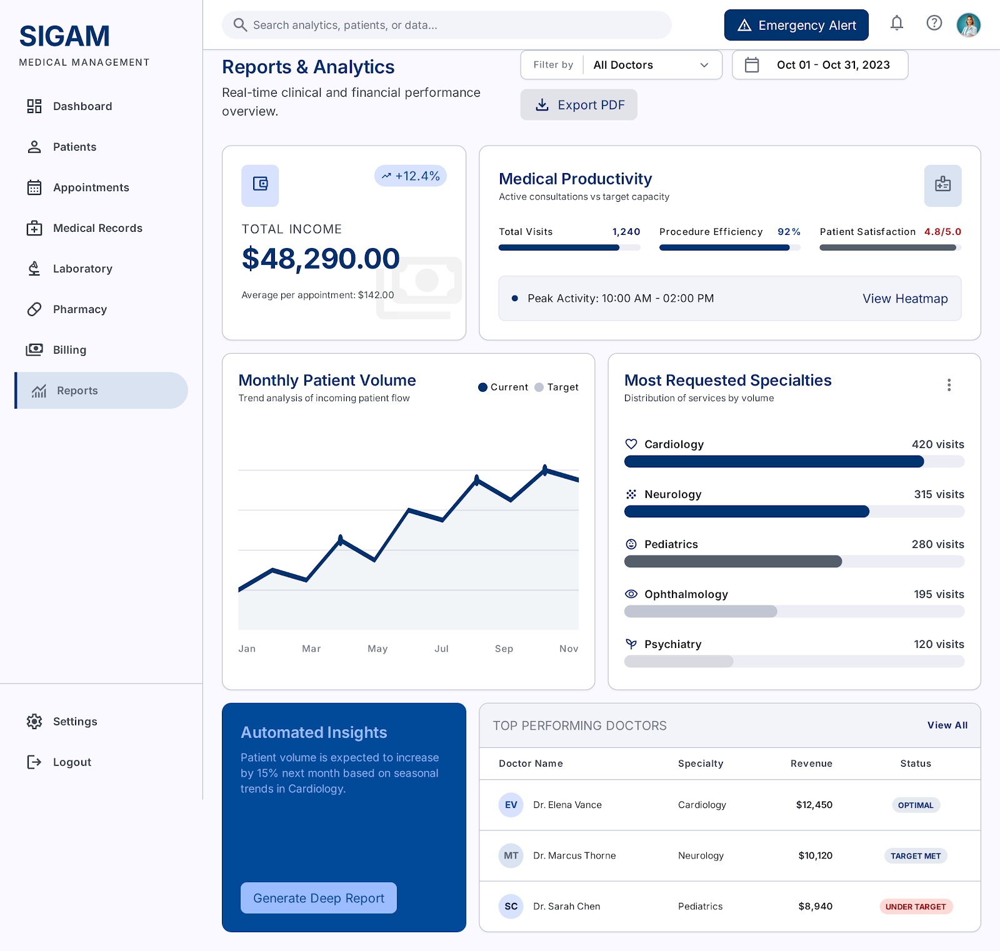 SIGAM
MEDICAL MANAGEMENT
Dashboard
Patients
Appointments
Medical Records
Laboratory
Pharmacy
Billing
Reports
Settings
Logout
Search analytics, patients, or data...
Emergency Alert
Reports & Analytics
Real-time clinical and financial performance
overview.
Filter by
All Doctors
Oct 01 - Oct 31, 2023
Export PDF
+12.4%
TOTAL INCOME
$48,290.00
Average per appointment: $142.00
Medical Productivity
Active consultations vs target capacity
Total Visits 1,240
Procedure Efficiency 92%
Patient Satisfaction 4.8/5.0
Peak Activity: 10:00 AM - 02:00 PM
View Heatmap
Monthly Patient Volume
Trend analysis of incoming patient flow
Current Target
Jan Mar May Jul Sep Nov
Most Requested Specialties
Distribution of services by volume
Cardiology 420 visits
Neurology 315 visits
Pediatrics 280 visits
Ophthalmology 195 visits
Psychiatry 120 visits
Automated Insights
Patient volume is expected to increase
by 15% next month based on seasonal
trends in Cardiology.
Generate Deep Report
TOP PERFORMING DOCTORS
View All
Doctor Name Specialty Revenue Status
EV Dr. Elena Vance Cardiology $12,450 OPTIMAL
MT Dr. Marcus Thorne Neurology $10,120 TARGET MET
SC Dr. Sarah Chen Pediatrics $8,940 UNDER TARGET